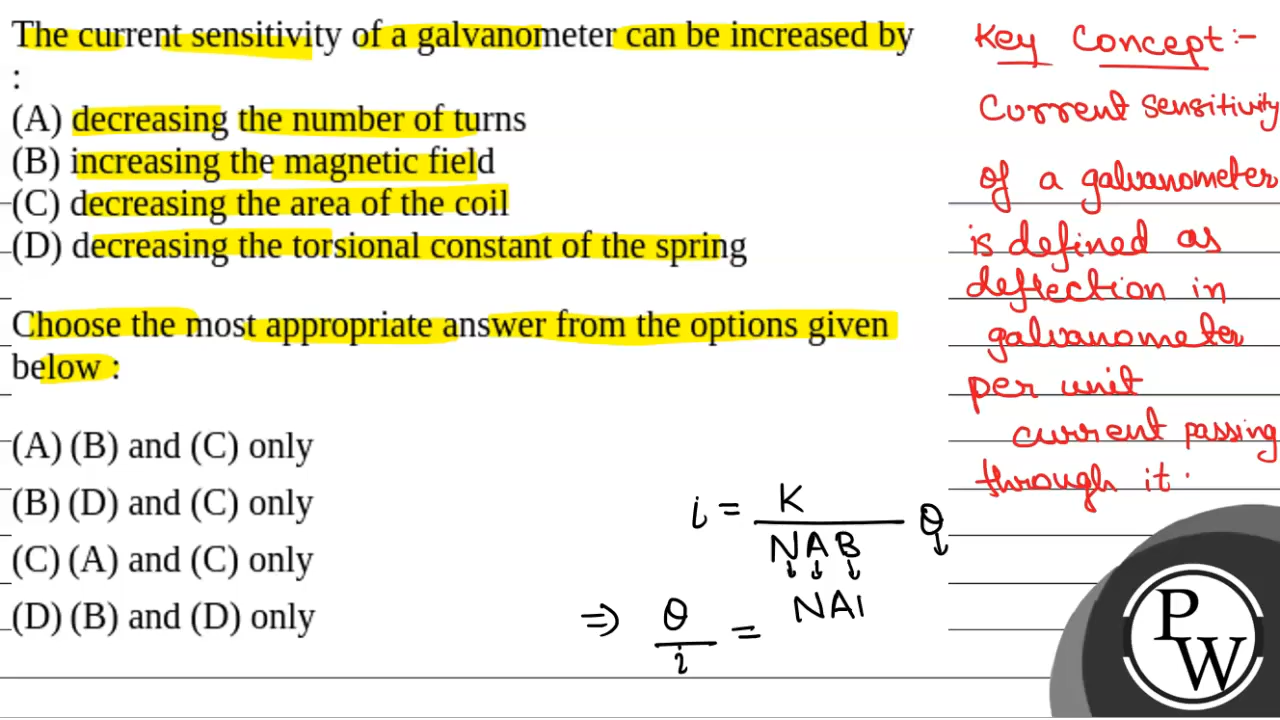 The current sensitivity of a galvanometer can be increased by
:
(A) decreasing the number of turns
(B) increasing the magnetic field
(C) decreasing the area of the coil
(D) decreasing the torsional constant of the spring
Choose the most appropriate answer from the options given
below :
(A) (B) and (C) only
(B) (D) and (C) only
(C) (A) and (C) only
(D) (B) and (D) only
Key Concept:-
Current sensitivity
of a galvanometer
is defined as
deflection in
galvanometer
per unit
current passing
through it.
i = K
NAB
θ
⇒ θ
i
= NAI
P
W